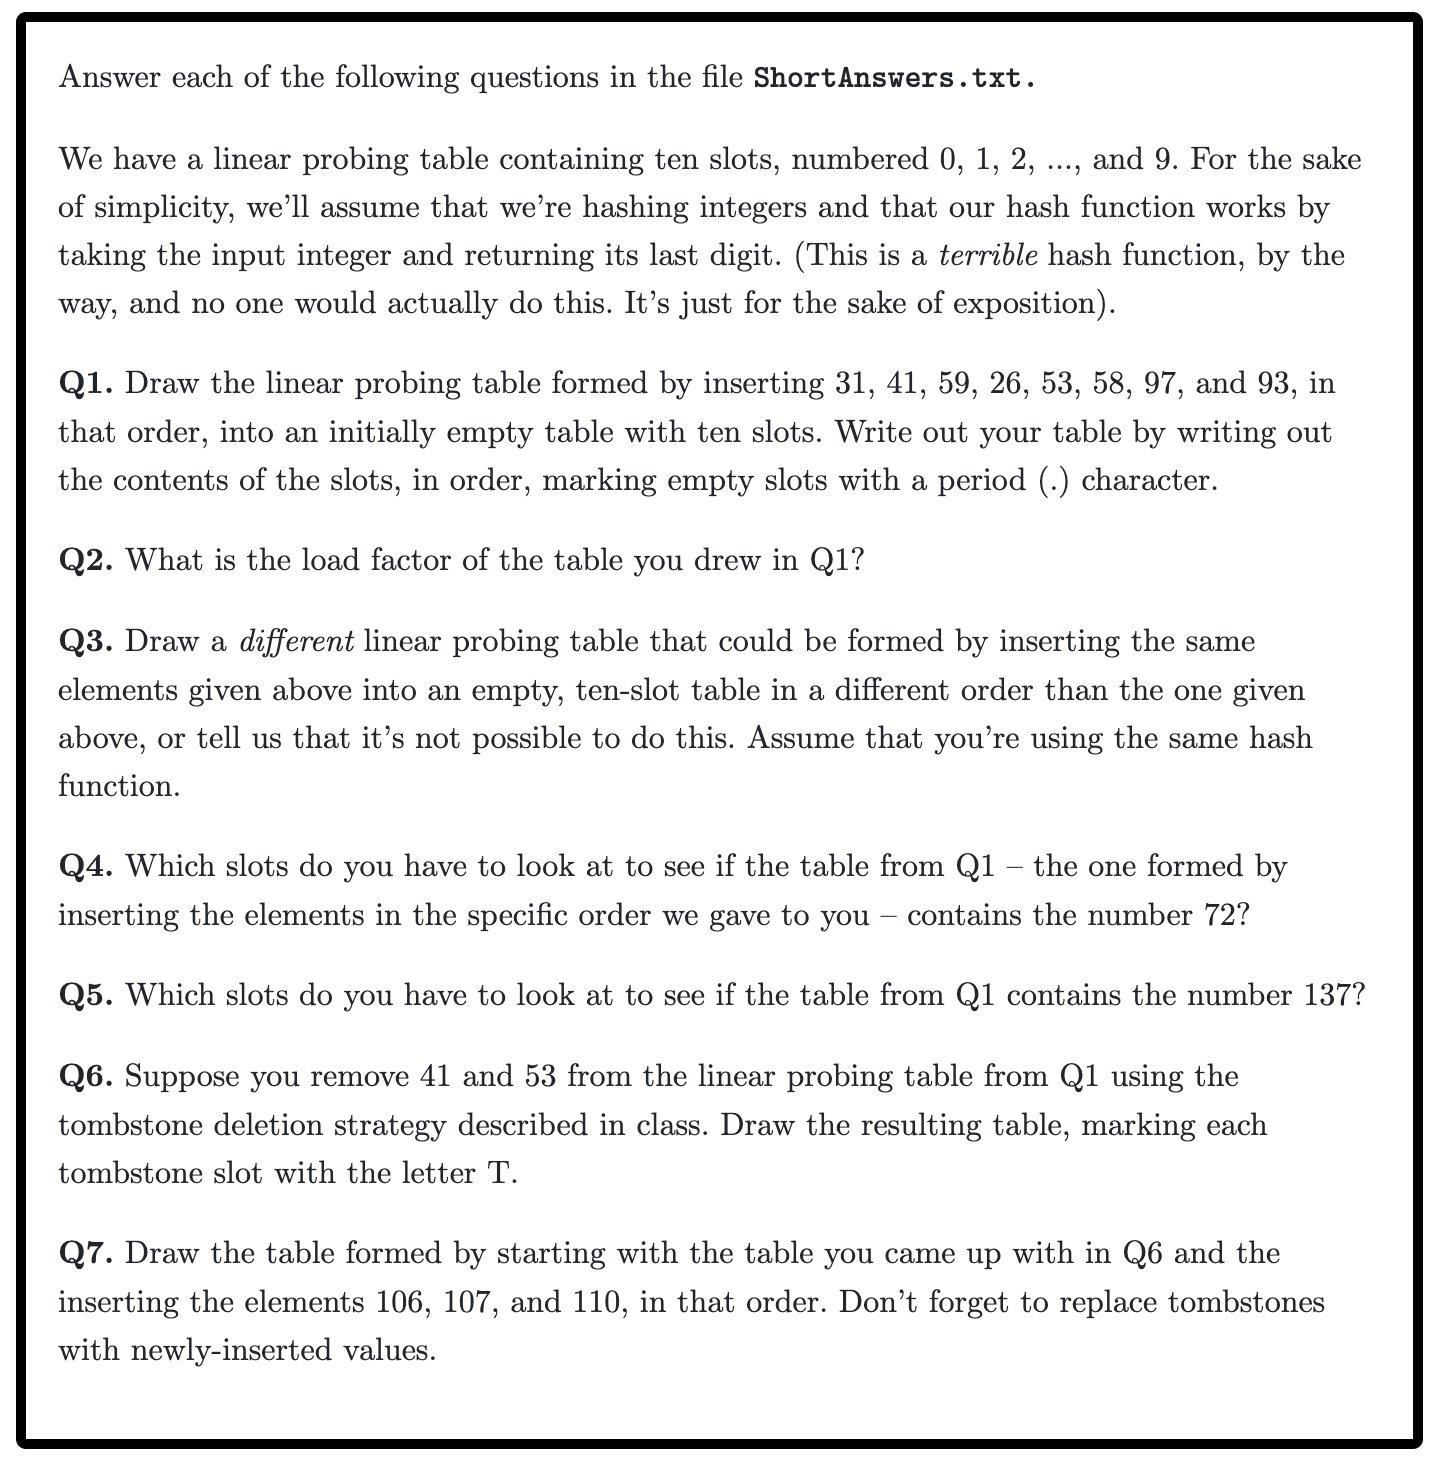 Answer each of the following questions in the file ShortAnswers.txt.
We have a linear probing table containing ten slots, numbered 0, 1, 2, ..., and 9. For the sake
of simplicity, we’ll assume that we’re hashing integers and that our hash function works by
taking the input integer and returning its last digit. (This is a terrible hash function, by the
way, and no one would actually do this. It’s just for the sake of exposition).
Q1. Draw the linear probing table formed by inserting 31, 41, 59, 26, 53, 58, 97, and 93, in
that order, into an initially empty table with ten slots. Write out your table by writing out
the contents of the slots, in order, marking empty slots with a period (.) character.
Q2. What is the load factor of the table you drew in Q1?
Q3. Draw a different linear probing table that could be formed by inserting the same
elements given above into an empty, ten-slot table in a different order than the one given
above, or tell us that it’s not possible to do this. Assume that you’re using the same hash
function.
Q4. Which slots do you have to look at to see if the table from Q1 – the one formed by
inserting the elements in the specific order we gave to you – contains the number 72?
Q5. Which slots do you have to look at to see if the table from Q1 contains the number 137?
Q6. Suppose you remove 41 and 53 from the linear probing table from Q1 using the
tombstone deletion strategy described in class. Draw the resulting table, marking each
tombstone slot with the letter T.
Q7. Draw the table formed by starting with the table you came up with in Q6 and the
inserting the elements 106, 107, and 110, in that order. Don’t forget to replace tombstones
with newly-inserted values.